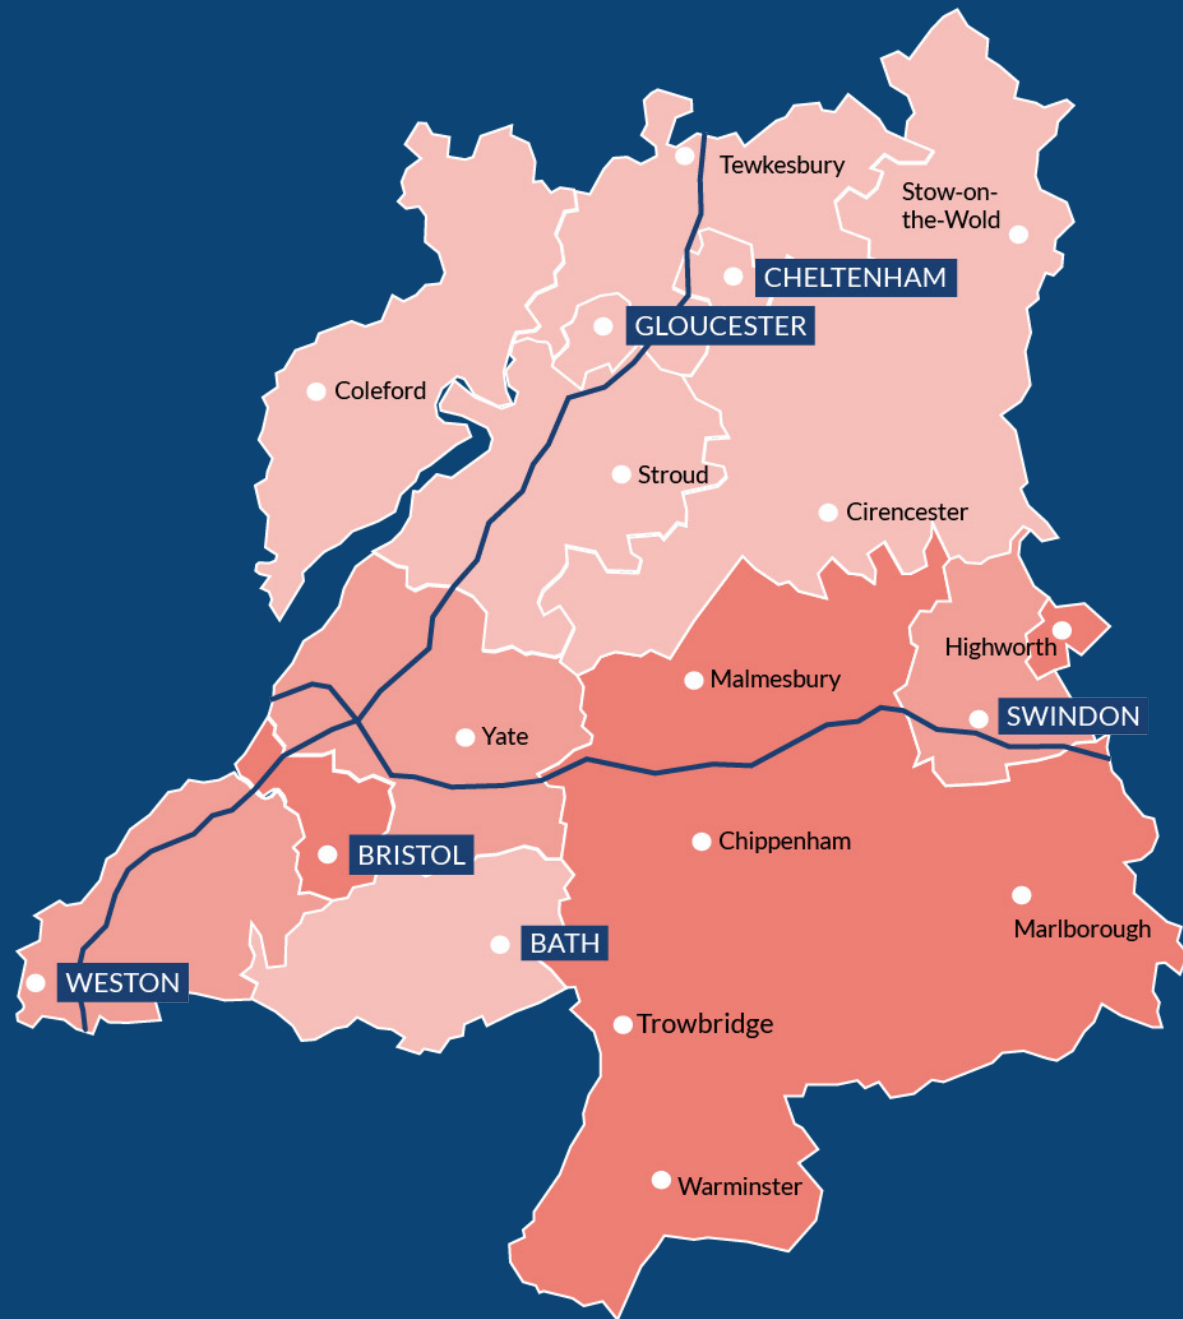 Tewkesbury
Stow-on-
the-Wold
CHELTENHAM
GLOUCESTER
Coleford
Stroud
Cirencester
Highworth
Malmesbury
SWINDON
Yate
Chippenham
BRISTOL
Marlborough
BATH
WESTON
Trowbridge
Warminster